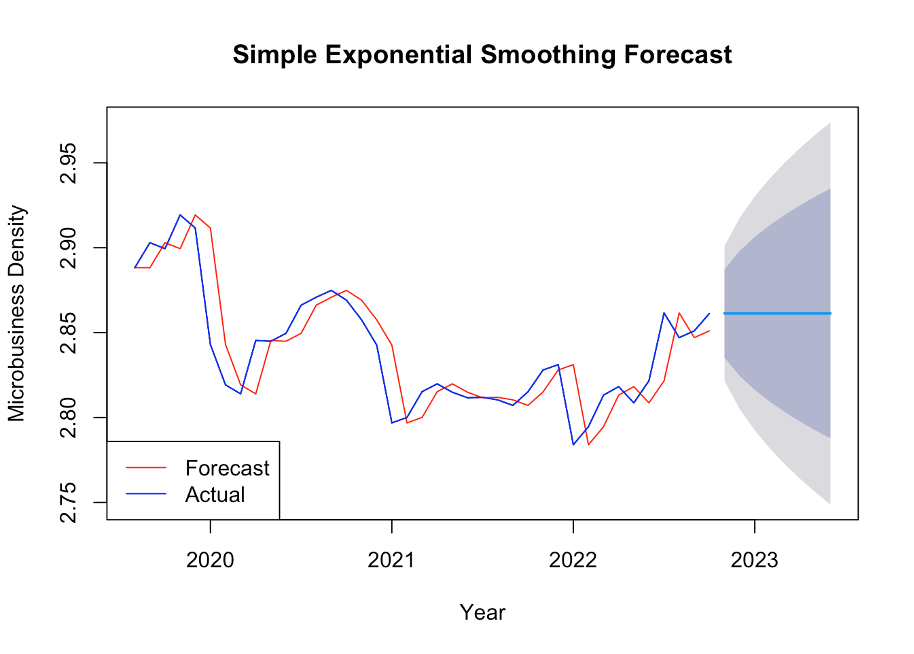 Simple Exponential Smoothing Forecast
Microbusiness Density
2.95
2.90
2.85
2.80
2.75
Forecast
Actual
2020 2021 2022 2023
Year